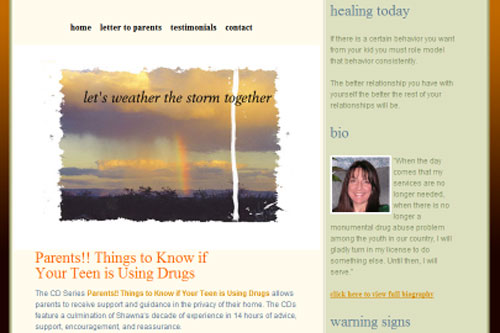 home letter to parents testimonials contact
let's weather the storm together
Parents!! Things to Know if
Your Teen is Using Drugs
The CD Series Parents!! Things to Know if Your Teen is Using Drugs allows
parents to receive support and guidance in the privacy of their home. The CDs
feature a culmination of Shawna's decade of experience in 14 hours of advice,
support, encouragement, and reassurance.
healing today
If there is a certain behavior you want
from your kid you must role model
that behavior consistently.
The better relationship you have with
yourself the better the rest of your
relationships will be.
bio
"When the day
comes that my
services are no
longer needed,
when there is no
longer a
monumental drug abuse problem
among the youth in our country, I will
gladly turn in my license to do
something else. Until then, I will
serve."
click here to view full biography
warning signs